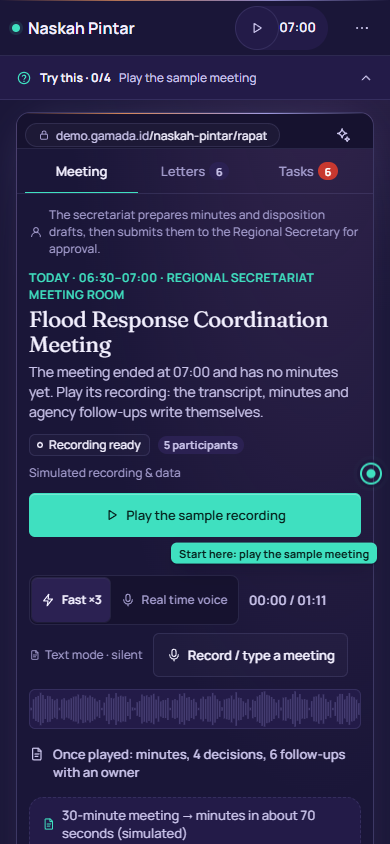 Naskah Pintar
07:00
Try this · 0/4 Play the sample meeting
demo.gamada.id/naskah-pintar/rapat
Meeting
Letters 6
Tasks 6
The secretariat prepares minutes and disposition
drafts, then submits them to the Regional Secretary for
approval.
TODAY · 06:30–07:00 · REGIONAL SECRETARIAT
MEETING ROOM
Flood Response Coordination
Meeting
The meeting ended at 07:00 and has no minutes
yet. Play its recording: the transcript, minutes and
agency follow-ups write themselves.
Recording ready
5 participants
Simulated recording & data
Play the sample recording
Start here: play the sample meeting
Fast ×3
Real time voice
00:00 / 01:11
Text mode · silent
Record / type a meeting
Once played: minutes, 4 decisions, 6 follow-ups
with an owner
30-minute meeting → minutes in about 70
seconds (simulated)